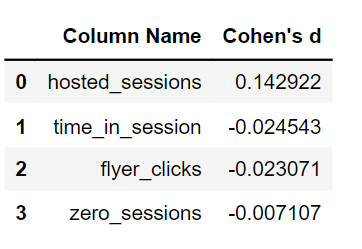 Column Name Cohen's d
0 hosted_sessions 0.142922
1 time_in_session -0.024543
2 flyer_clicks -0.023071
3 zero_sessions -0.007107